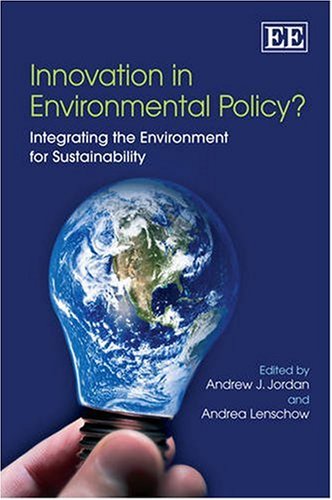 EE
Innovation in
Environmental Policy?
Integrating the Environment
for Sustainability
Edited by
Andrew J. Jordan
and
Andrea Lenschow